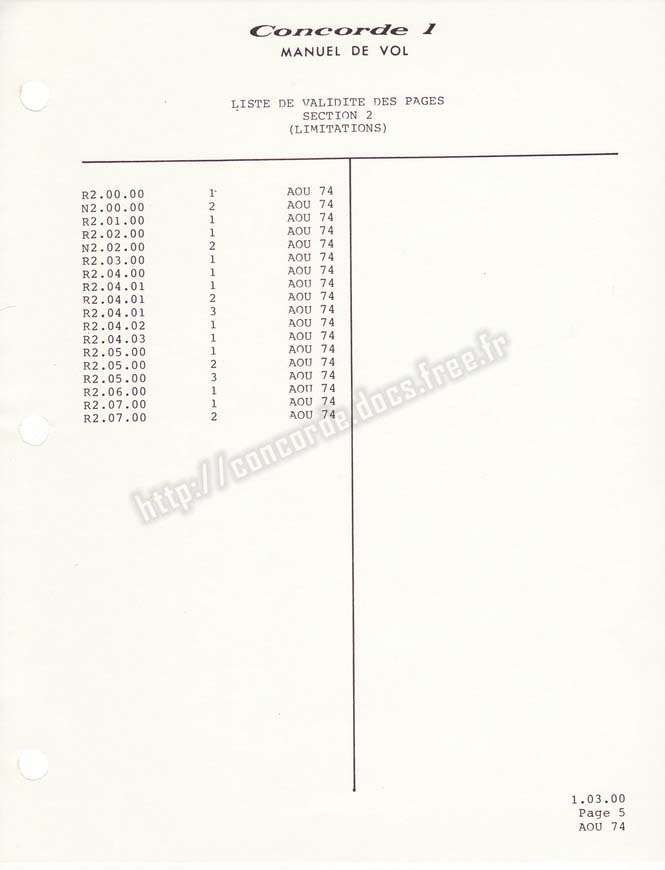 Concorde 1
MANUEL DE VOL
LISTE DE VALIDITE DES PAGES
SECTION 2
(LIMITATIONS)
R2.00.00 1 AOU 74
N2.00.00 2 AOU 74
R2.01.00 1 AOU 74
R2.02.00 1 AOU 74
N2.02.00 2 AOU 74
R2.03.00 1 AOU 74
R2.04.00 1 AOU 74
R2.04.01 1 AOU 74
R2.04.01 2 AOU 74
R2.04.01 3 AOU 74
R2.04.02 1 AOU 74
R2.04.03 1 AOU 74
R2.05.00 1 AOU 74
R2.05.00 2 AOU 74
R2.05.00 3 AOU 74
R2.06.00 1 AOU 74
R2.07.00 1 AOU 74
R2.07.00 2 AOU 74
http://concorde.docs.free.fr
1.03.00
Page 5
AOU 74